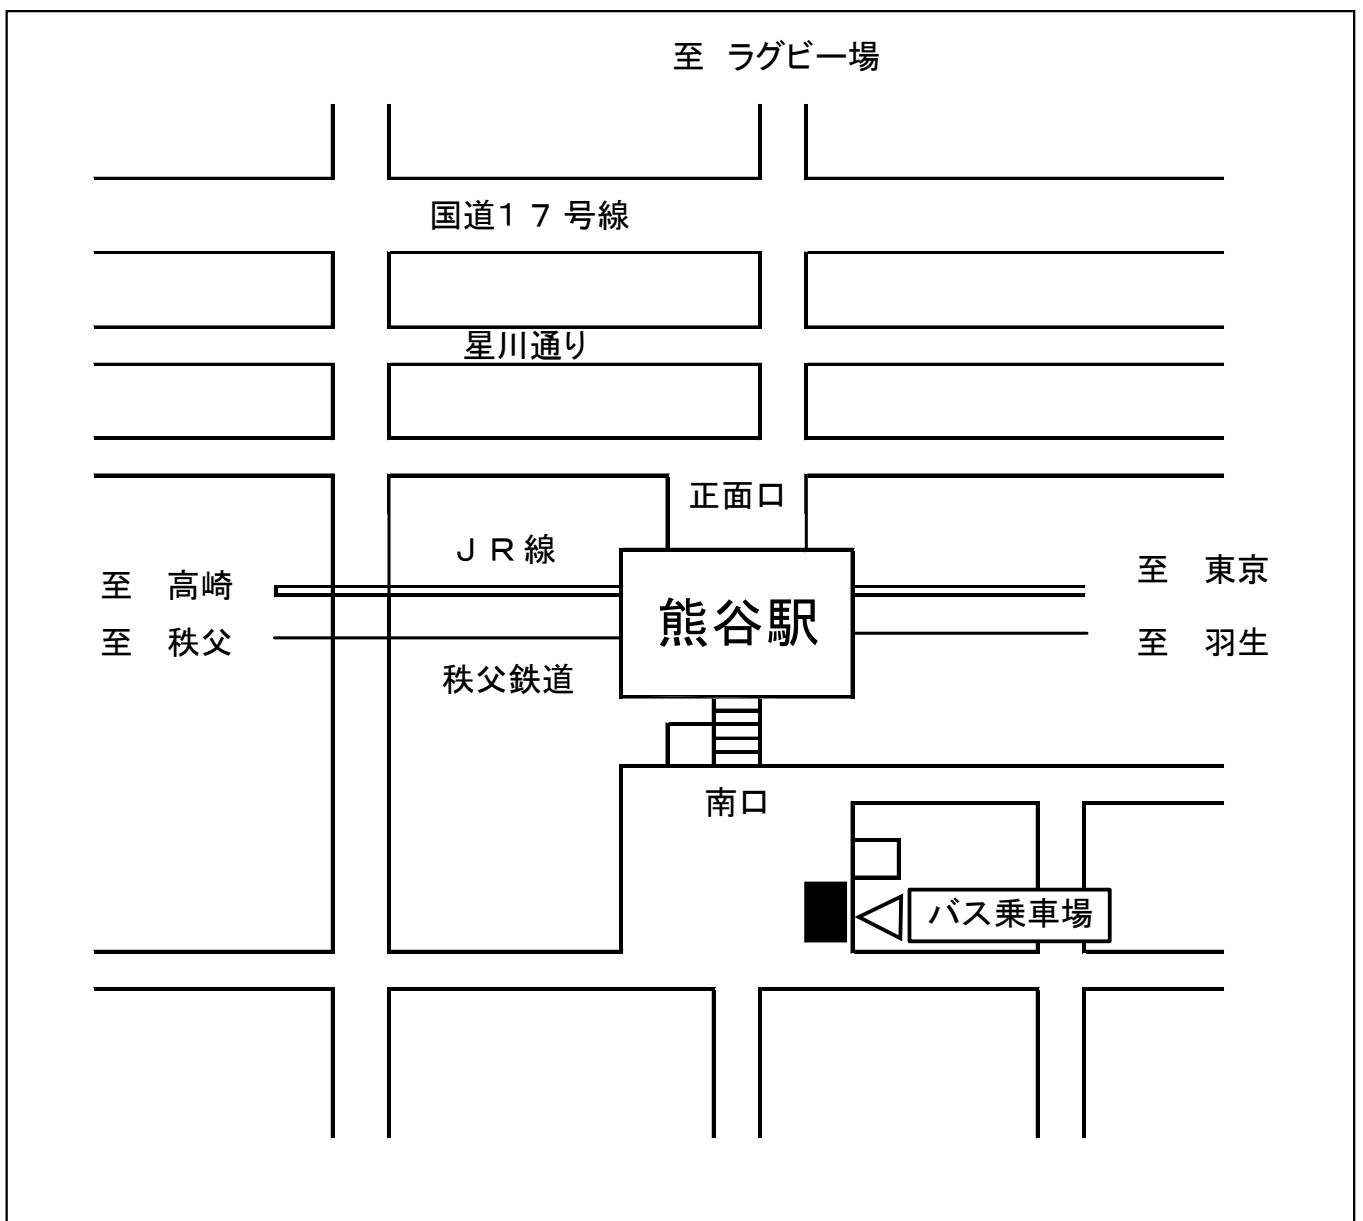 至　ラグビー場
国道１７号線
星川通り
正面口
ＪＲ線
至　高崎
至　東京
熊谷駅
至　秩父
至　羽生
秩父鉄道
南口
バス乗車場